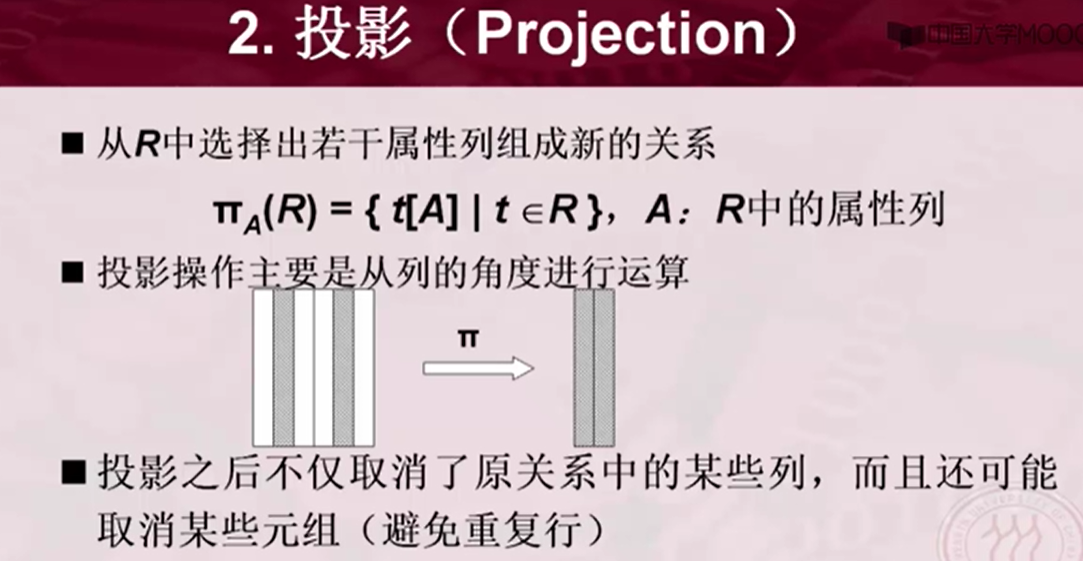 2. 投影（Projection）
中国大学MOOC
■ 从R中选择出若干属性列组成新的关系
πA(R) = { t[A] | t ∈R }，A：R中的属性列
■ 投影操作主要是从列的角度进行运算
π
■ 投影之后不仅取消了原关系中的某些列，而且还可能
取消某些元组（避免重复行）